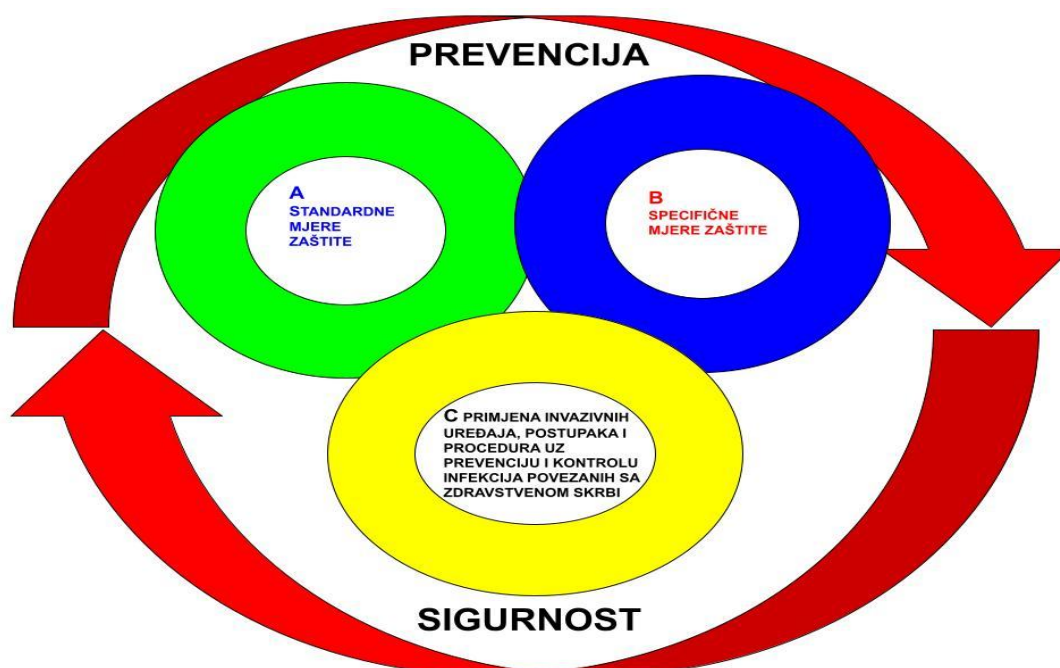 PREVENCIJA
A
STANDARDNE
MJERE
ZAŠTITE
B
SPECIFIČNE
MJERE ZAŠTITE
C PRIMJENA INVAZIVNIH
UREĐAJA, POSTUPAKA I
PROCEDURA UZ
PREVENCIJU I KONTROLU
INFEKCIJA POVEZANIH SA
ZDRAVSTVENOM SKRBI
SIGURNOST